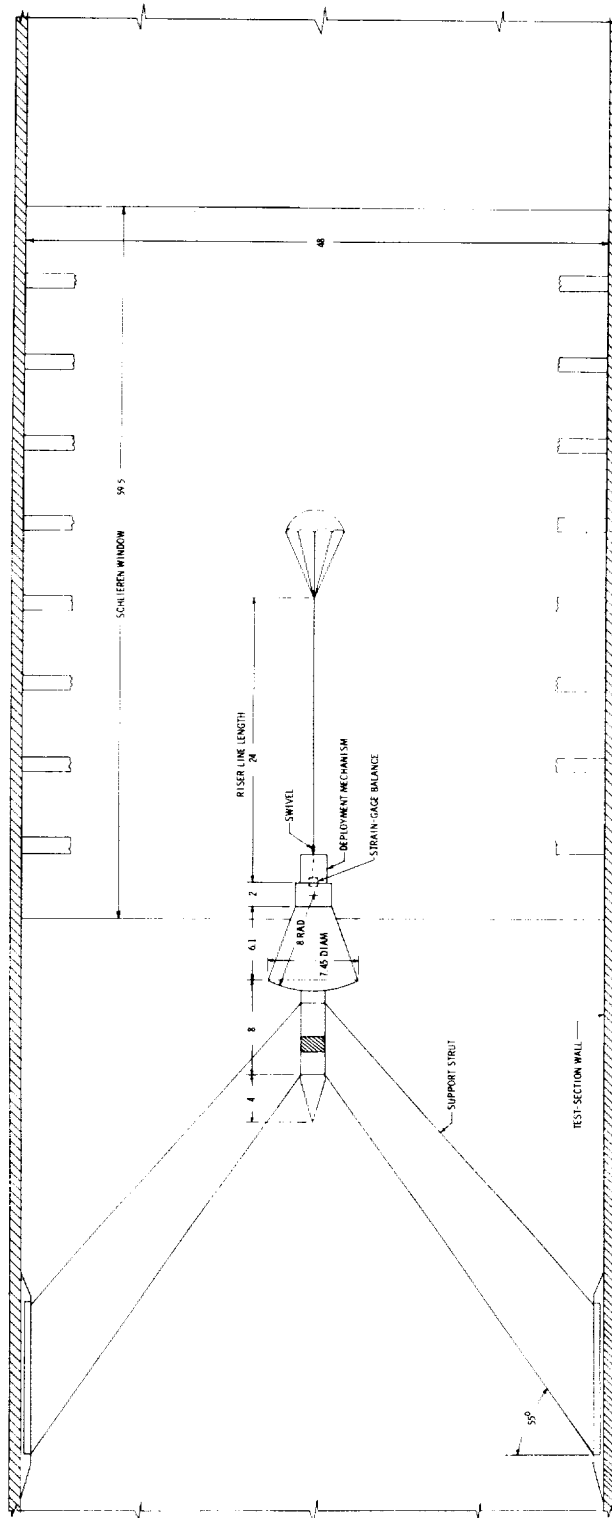 48
SCHLIEREN WINDOW 59.5
RISER LINE LENGTH
24
SWIVEL
DEPLOYMENT MECHANISM
STRAIN-GAGE BALANCE
2
6.1
8 RAD
7.45 DIAM
8
4
SUPPORT STRUT
TEST-SECTION WALL
55⁰